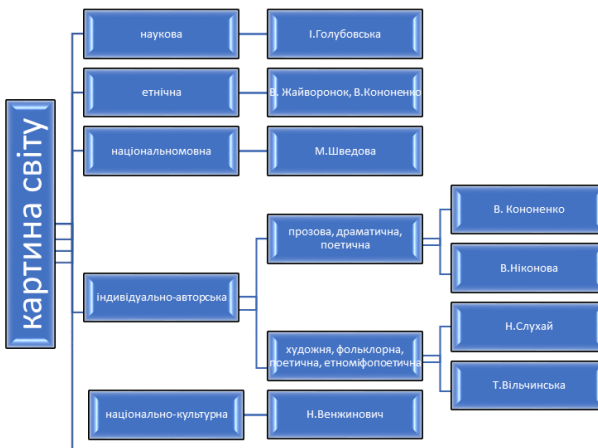 картина світу
наукова
І.Голубовська
етнічна
В. Жайворонок, В.Кононенко
національномовна
М.Шведова
індивідуально-авторська
прозова, драматична,
поетична
В. Кононенко
В.Ніконова
художня, фольклорна,
поетична, етноміфопоетична
Н.Слухай
Т.Вільчинська
національно-культурна
Н.Венжинович